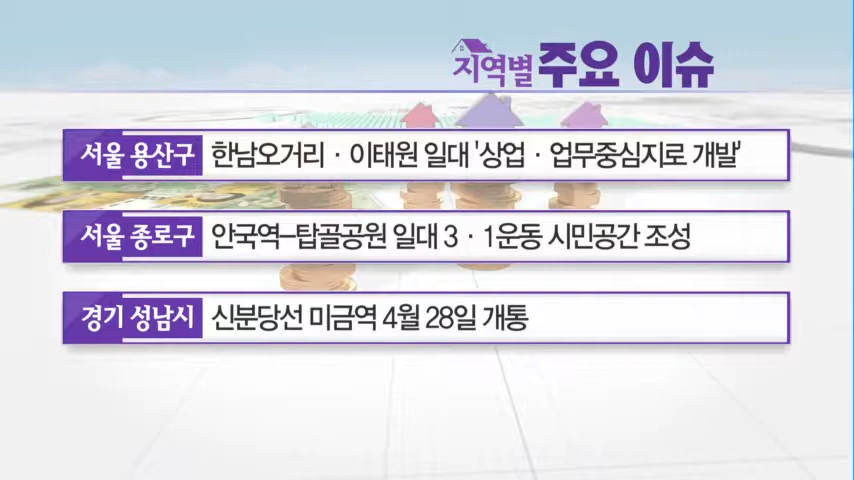 지역별 주요 이슈
서울 용산구 한남오거리 · 이태원 일대 '상업 · 업무중심지로 개발'
서울 종로구 안국역-탑골공원 일대 3 · 1운동 시민공간 조성
경기 성남시 신분당선 미금역 4월 28일 개통